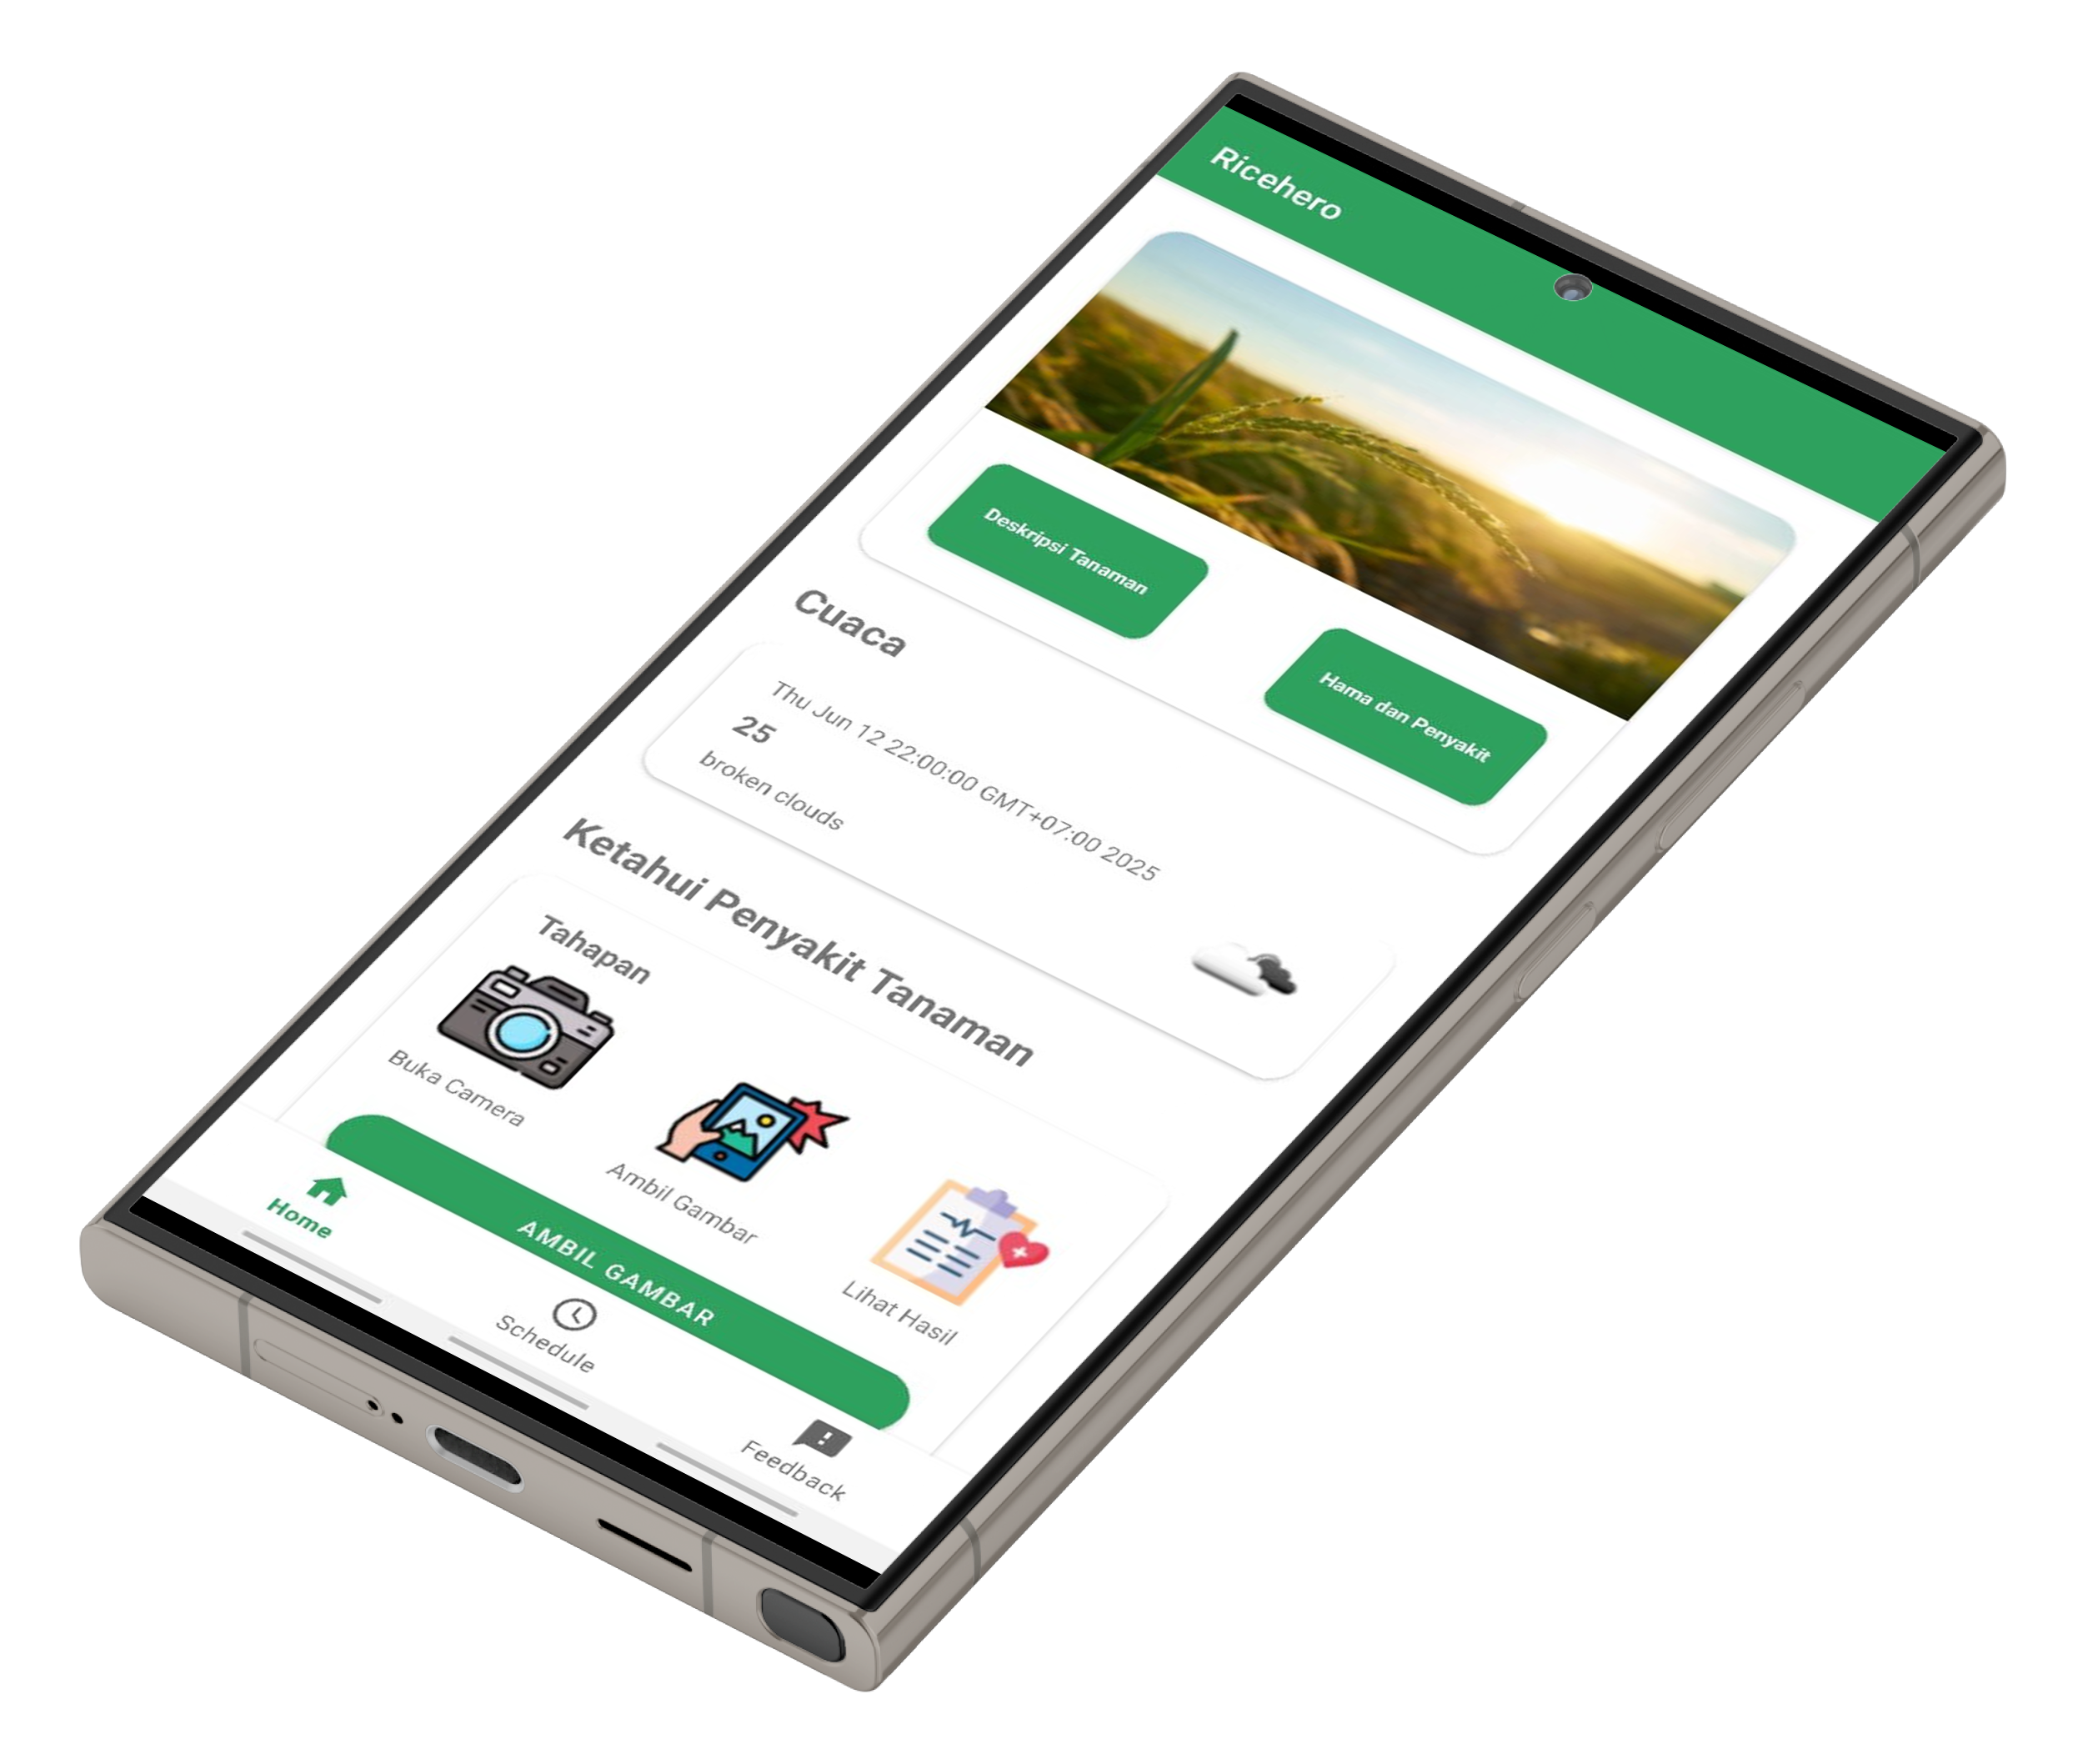 Ricehero
Deskripsi Tanaman
Hama dan Penyakit
Cuaca
Thu Jun 12 22:00:00 GMT+07:00 2025
25
broken clouds
Ketahui Penyakit Tanaman
Tahapan
Buka Camera
Ambil Gambar
Lihat Hasil
AMBIL GAMBAR
Home
Schedule
Feedback